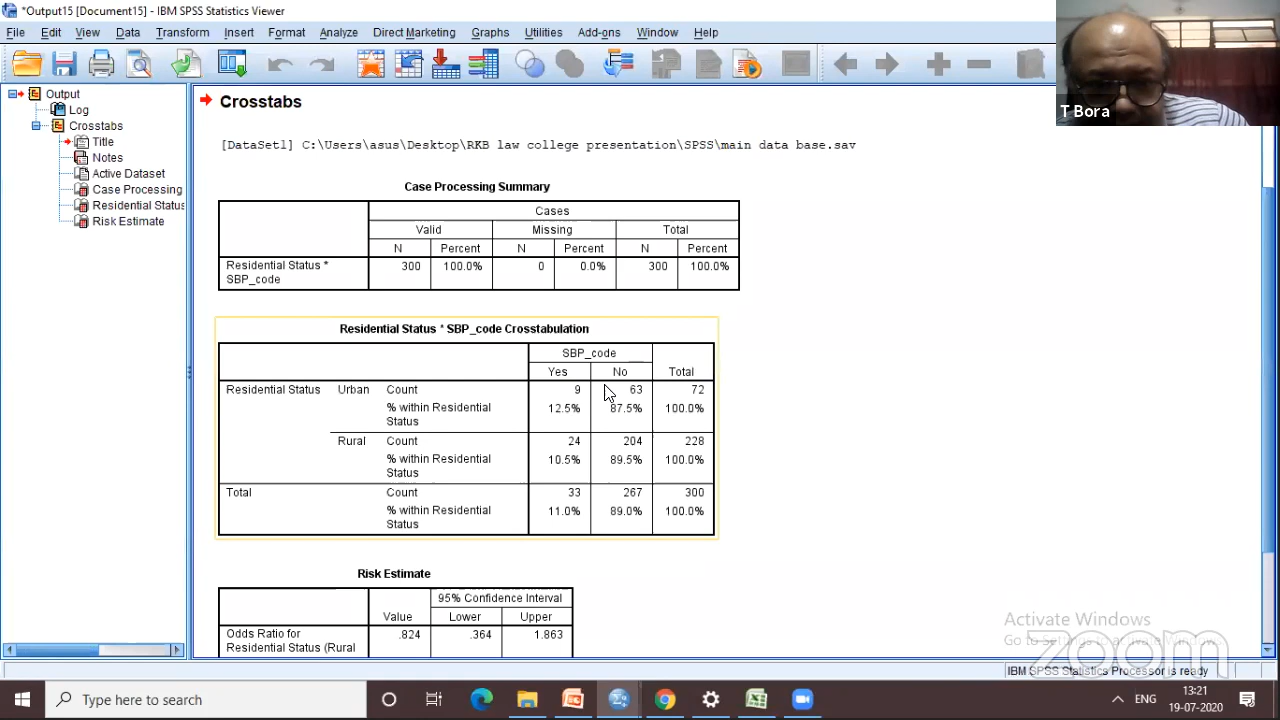 *Output15 [Document15] - IBM SPSS Statistics Viewer
File Edit View Data Transform Insert Format Analyze Direct Marketing Graphs Utilities Add-ons Window Help
T Bora
Output
Log
Crosstabs
Title
Notes
Active Dataset
Case Processing
Residential Status
Risk Estimate
Crosstabs
[DataSet1] C:\Users\asus\Desktop\RKB law college presentation\SPSS\main data base.sav
Case Processing Summary
Cases
Valid Missing Total
N Percent N Percent N Percent
Residential Status * SBP_code 300 100.0% 0 0.0% 300 100.0%
Residential Status * SBP_code Crosstabulation
SBP_code
Yes No Total
Residential Status Urban Count 9 63 72
% within Residential Status 12.5% 87.5% 100.0%
Rural Count 24 204 228
% within Residential Status 10.5% 89.5% 100.0%
Total Count 33 267 300
% within Residential Status 11.0% 89.0% 100.0%
Risk Estimate
95% Confidence Interval
Value Lower Upper
Odds Ratio for .824 .364 1.863
Residential Status (Rural
Activate Windows
Go to Settings to activate Windows.
zoom
IBM SPSS Statistics Processor is ready
Type here to search
ENG
13:21
19-07-2020